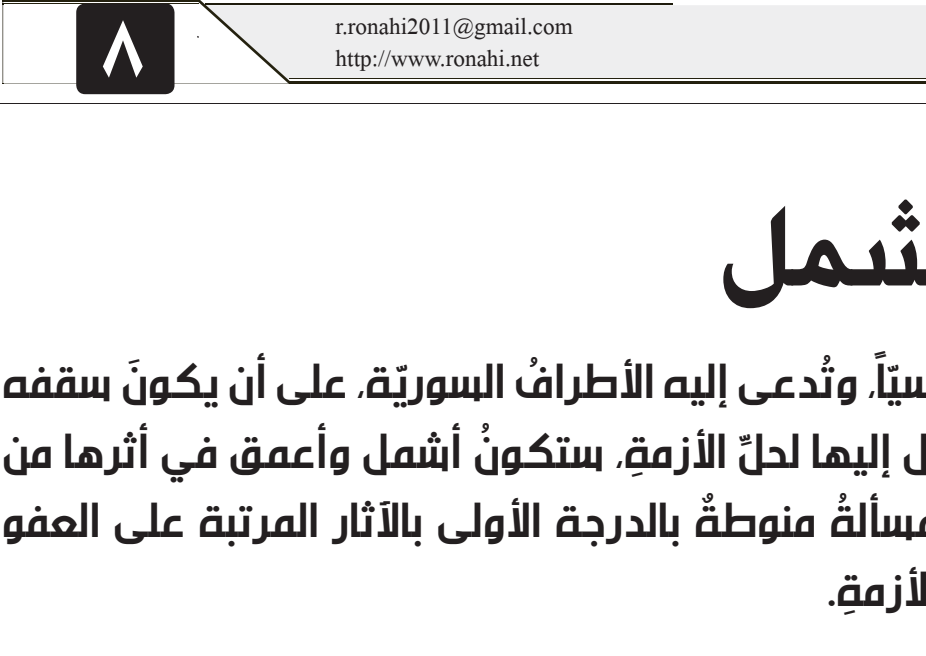 ٨
r.ronahi2011@gmail.com
http://www.ronahi.net
شمل
سيّاً، وتُدعى إليه الأطرافُ السوريّة، على أن يكونَ سقفه
ل إليها لحلِّ الأزمةِ، ستكونُ أشمل وأعمق في أثرها من
مسألةُ منوطةٌ بالدرجة الأولى بالآثار المرتبة على العفو
لأزمةِ.